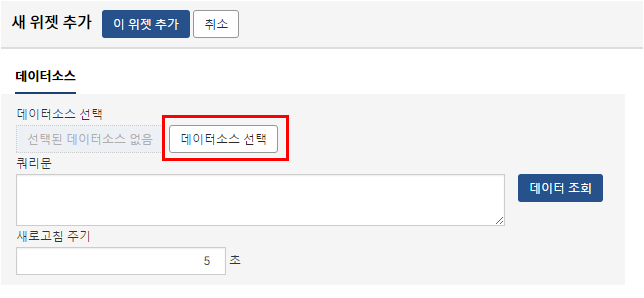 새 위젯 추가 이 위젯 추가 취소
데이터소스
데이터소스 선택
선택된 데이터소스 없음 데이터소스 선택
쿼리문
데이터 조회
새로고침 주기
5 초